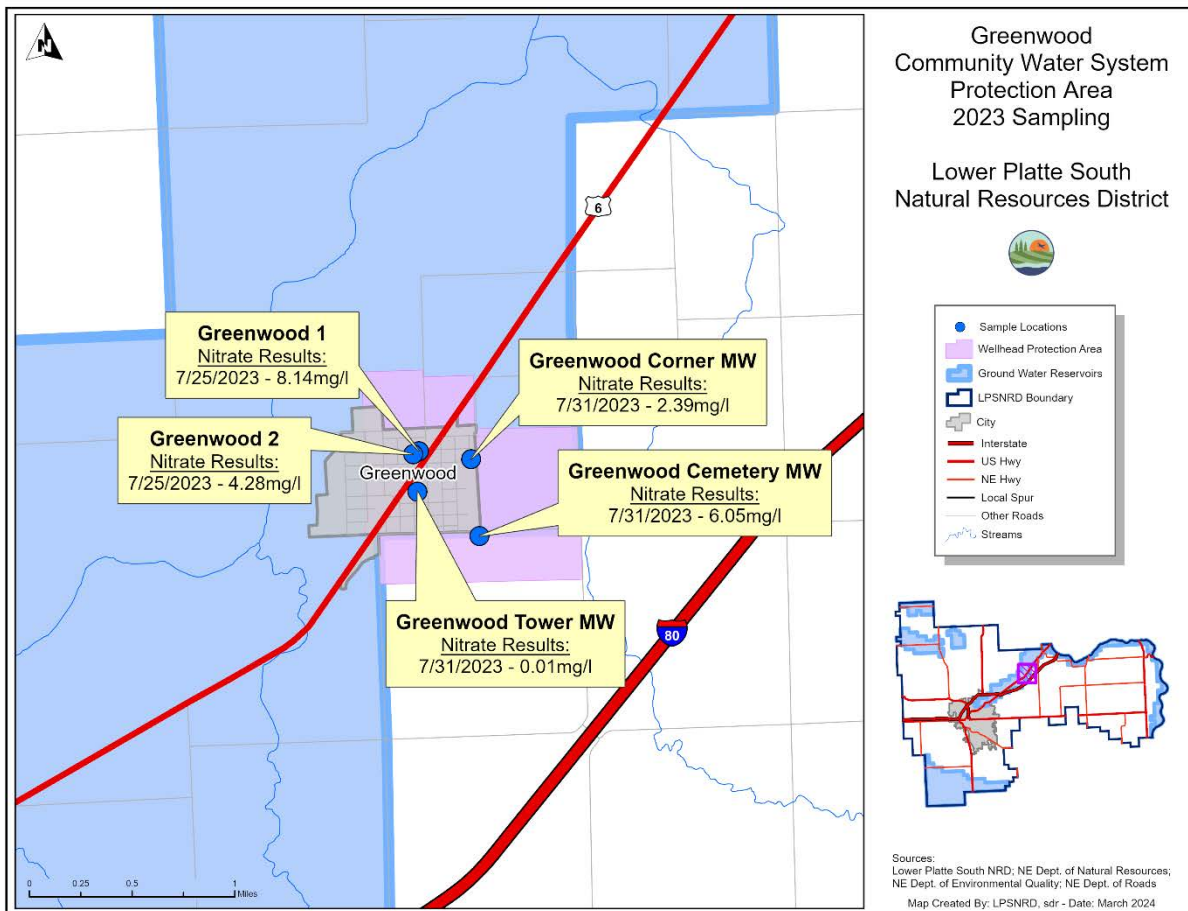 N
Greenwood
Community Water System
Protection Area
2023 Sampling
Lower Platte South
Natural Resources District
6
Greenwood 1
Nitrate Results:
7/25/2023 - 8.14mg/l
Greenwood Corner MW
Nitrate Results:
7/31/2023 - 2.39mg/l
Greenwood 2
Nitrate Results:
7/25/2023 - 4.28mg/l
Greenwood
Greenwood Cemetery MW
Nitrate Results:
7/31/2023 - 6.05mg/l
Greenwood Tower MW
Nitrate Results:
7/31/2023 - 0.01mg/l
80
0 0.25 0.5 1
Miles
Sample Locations
Wellhead Protection Area
Ground Water Reservoirs
LPSNRD Boundary
City
Interstate
US Hwy
NE Hwy
Local Spur
Other Roads
Streams
Sources:
Lower Platte South NRD; NE Dept. of Natural Resources;
NE Dept. of Environmental Quality; NE Dept. of Roads
Map Created By: LPSNRD, sdr - Date: March 2024